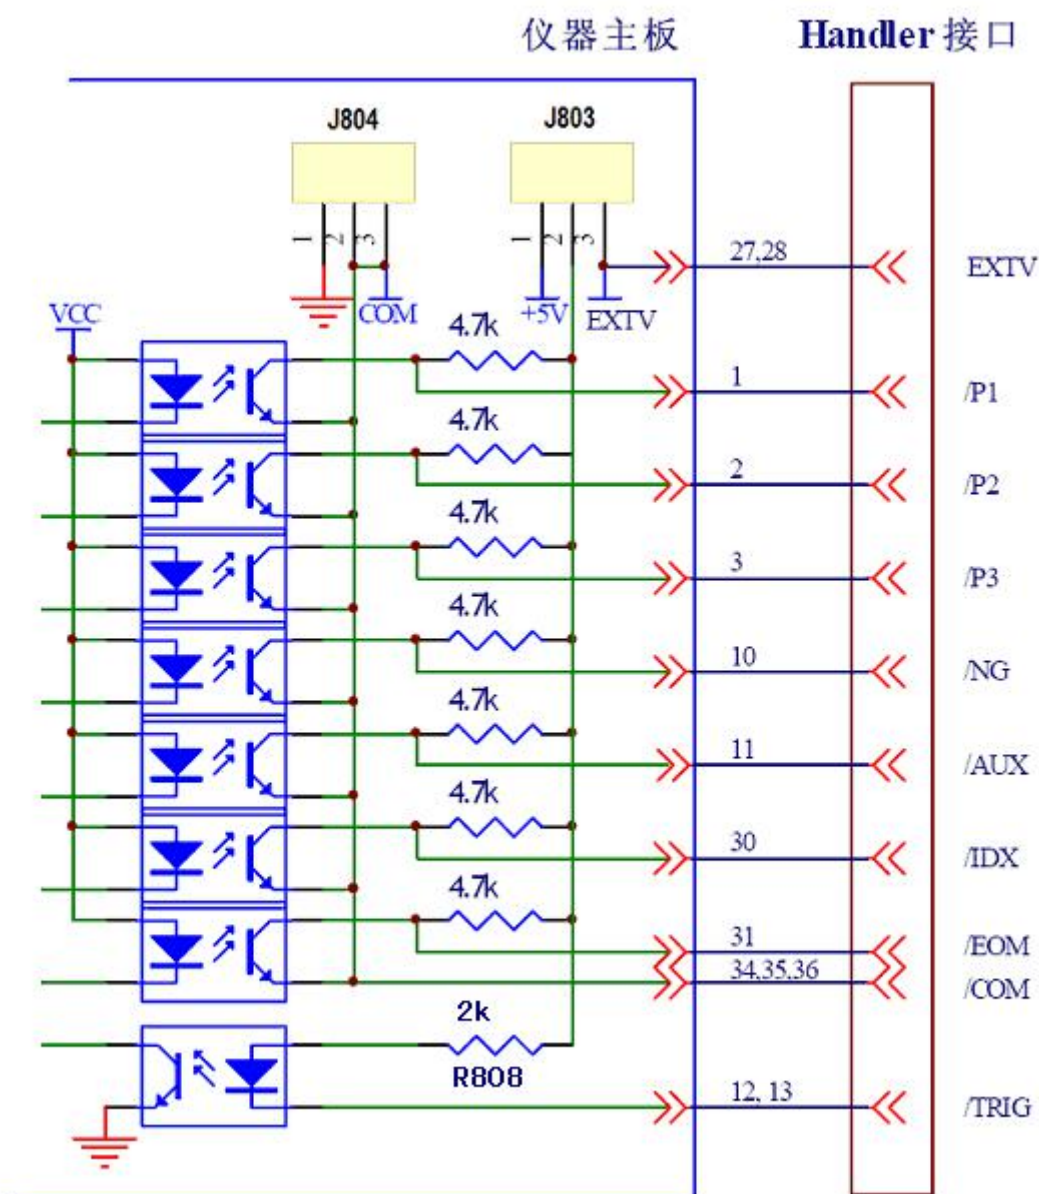 仪器主板 Handler 接口
J804 J803
1 2 3 1 2 3
27,28 EXTV
VCC COM +5V EXTV
4.7k
1 /P1
4.7k
2 /P2
4.7k
3 /P3
4.7k
10 /NG
4.7k
11 /AUX
4.7k
30 /IDX
4.7k
31 /EOM
34,35,36 /COM
2k
R808
12, 13 /TRIG